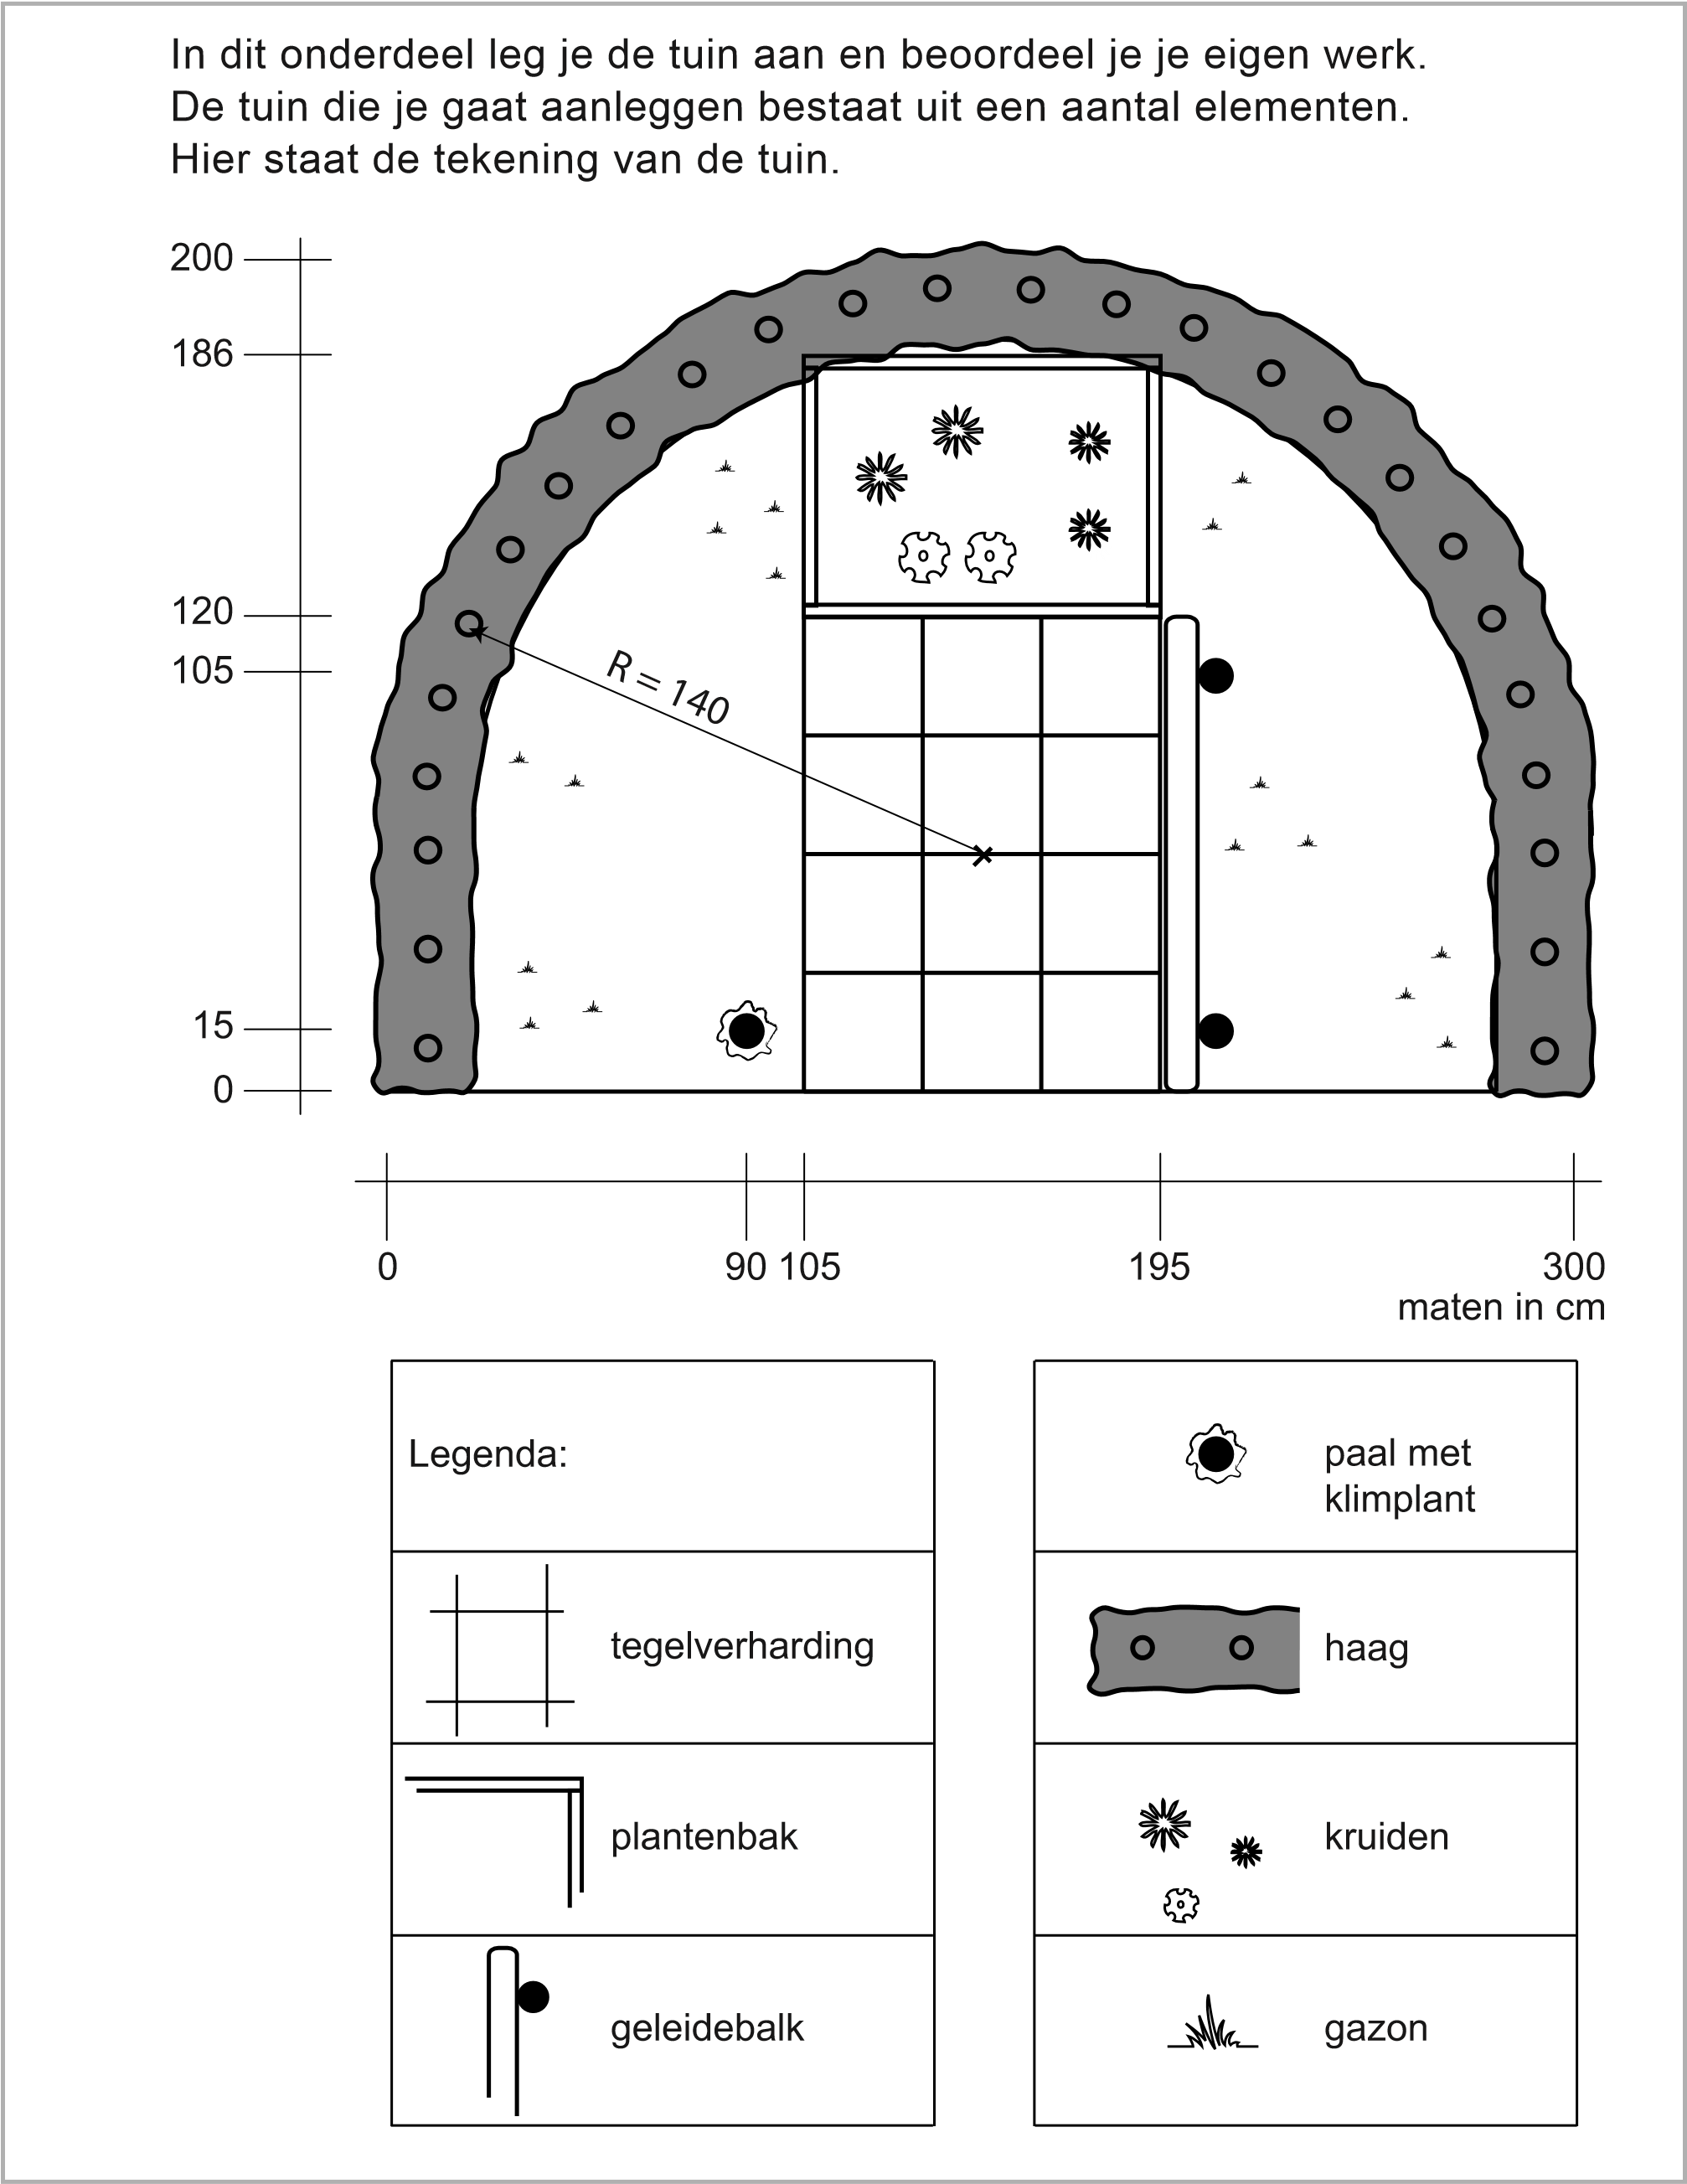 In dit onderdeel leg je de tuin aan en beoordeel je je eigen werk.
De tuin die je gaat aanleggen bestaat uit een aantal elementen.
Hier staat de tekening van de tuin.
200
186
120
105
R = 140
15
0
0
90
105
195
300
maten in cm
Legenda:
tegelverharding
plantenbak
geleidebalk
paal met
klimplant
haag
kruiden
gazon